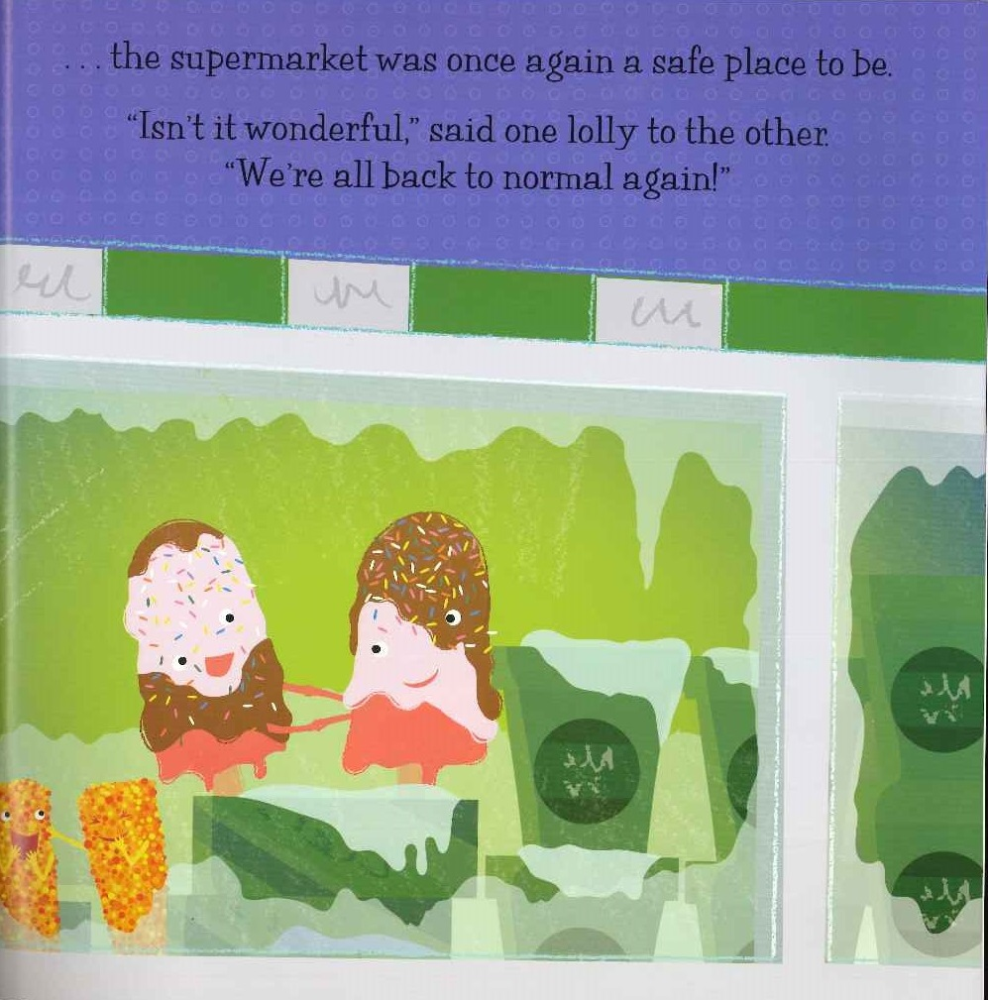 . . . the supermarket was once again a safe place to be.
“Isn’t it wonderful,” said one lolly to the other.
“We’re all back to normal again!”